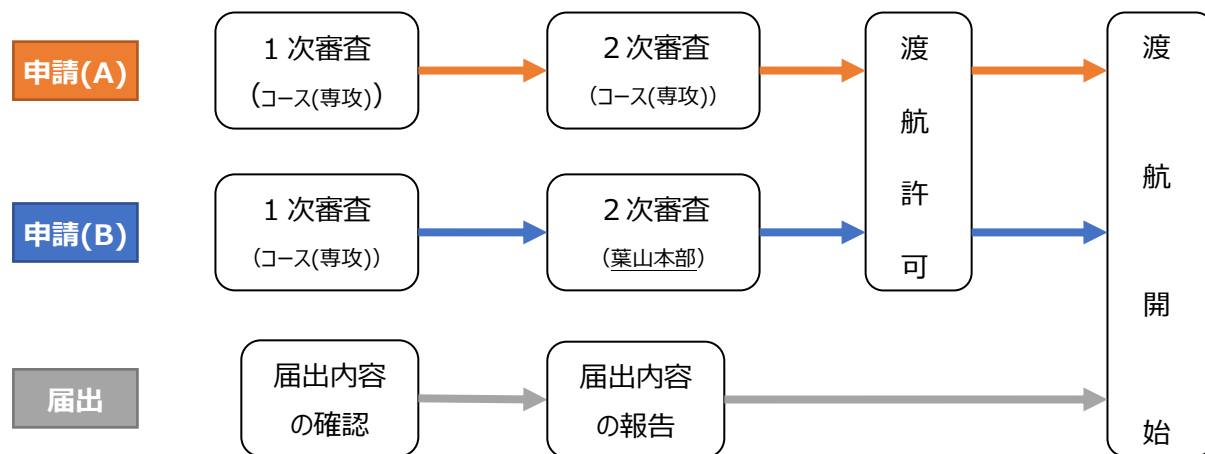 申請(A)
１次審査
(コース(専攻))
２次審査
(コース(専攻))
渡航許可
渡航開始
申請(B)
１次審査
(コース(専攻))
２次審査
(葉山本部)
届出
届出内容
の確認
届出内容
の報告